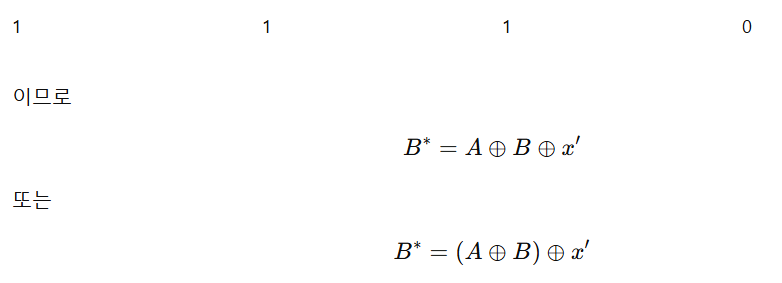 1 1 1 0
이므로
B* = A ⊕ B ⊕ x′
또는
B* = (A ⊕ B) ⊕ x′